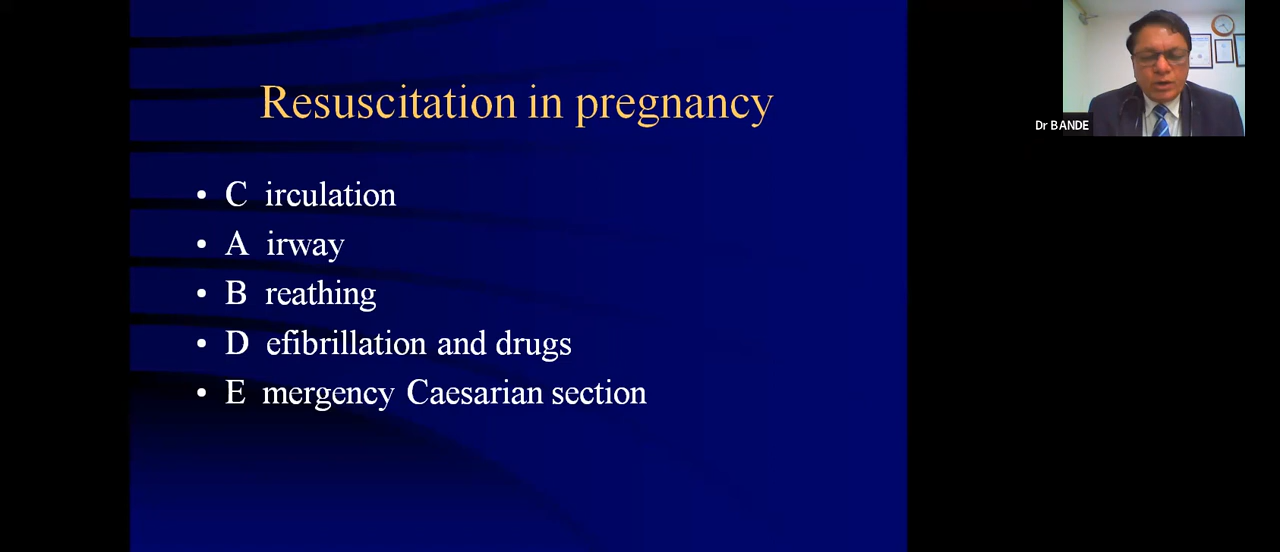 Resuscitation in pregnancy
• C irculation
• A irway
• B reathing
• D efibrillation and drugs
• E mergency Caesarian section
Dr BANDE